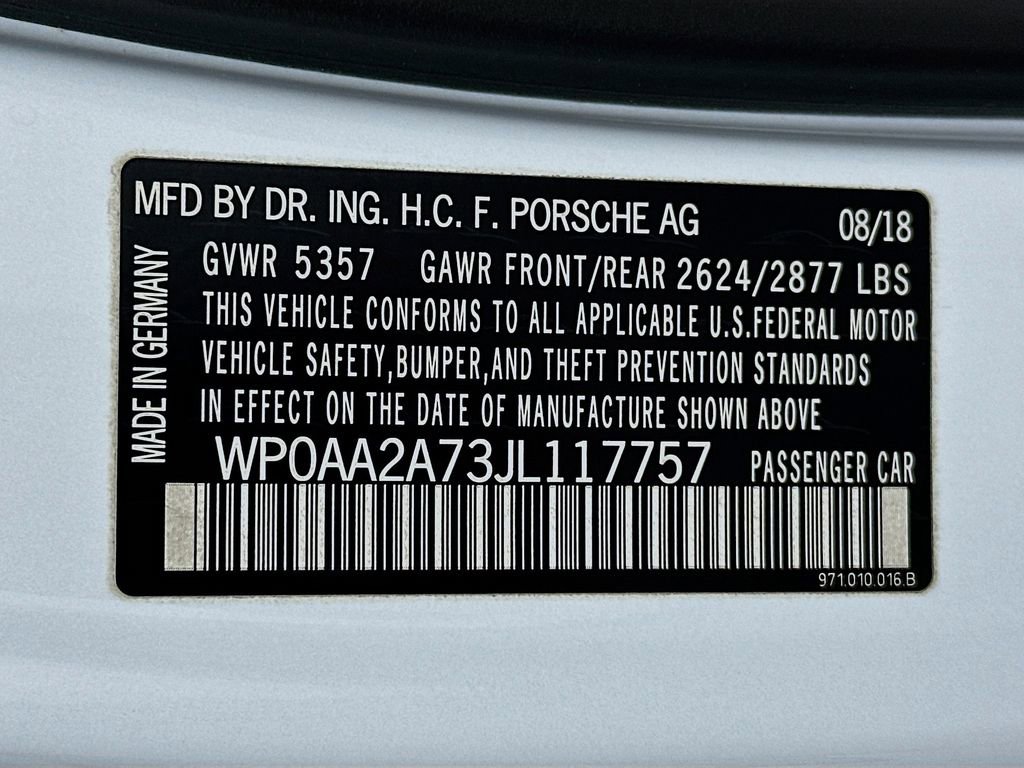 MFD BY DR. ING. H.C. F. PORSCHE AG 08/18
GVWR 5357 GAWR FRONT/REAR 2624/2877 LBS
THIS VEHICLE CONFORMS TO ALL APPLICABLE U.S.FEDERAL MOTOR
VEHICLE SAFETY,BUMPER,AND THEFT PREVENTION STANDARDS
IN EFFECT ON THE DATE OF MANUFACTURE SHOWN ABOVE
WP0AA2A73JL117757 PASSENGER CAR
971.010.016.B
MADE IN GERMANY